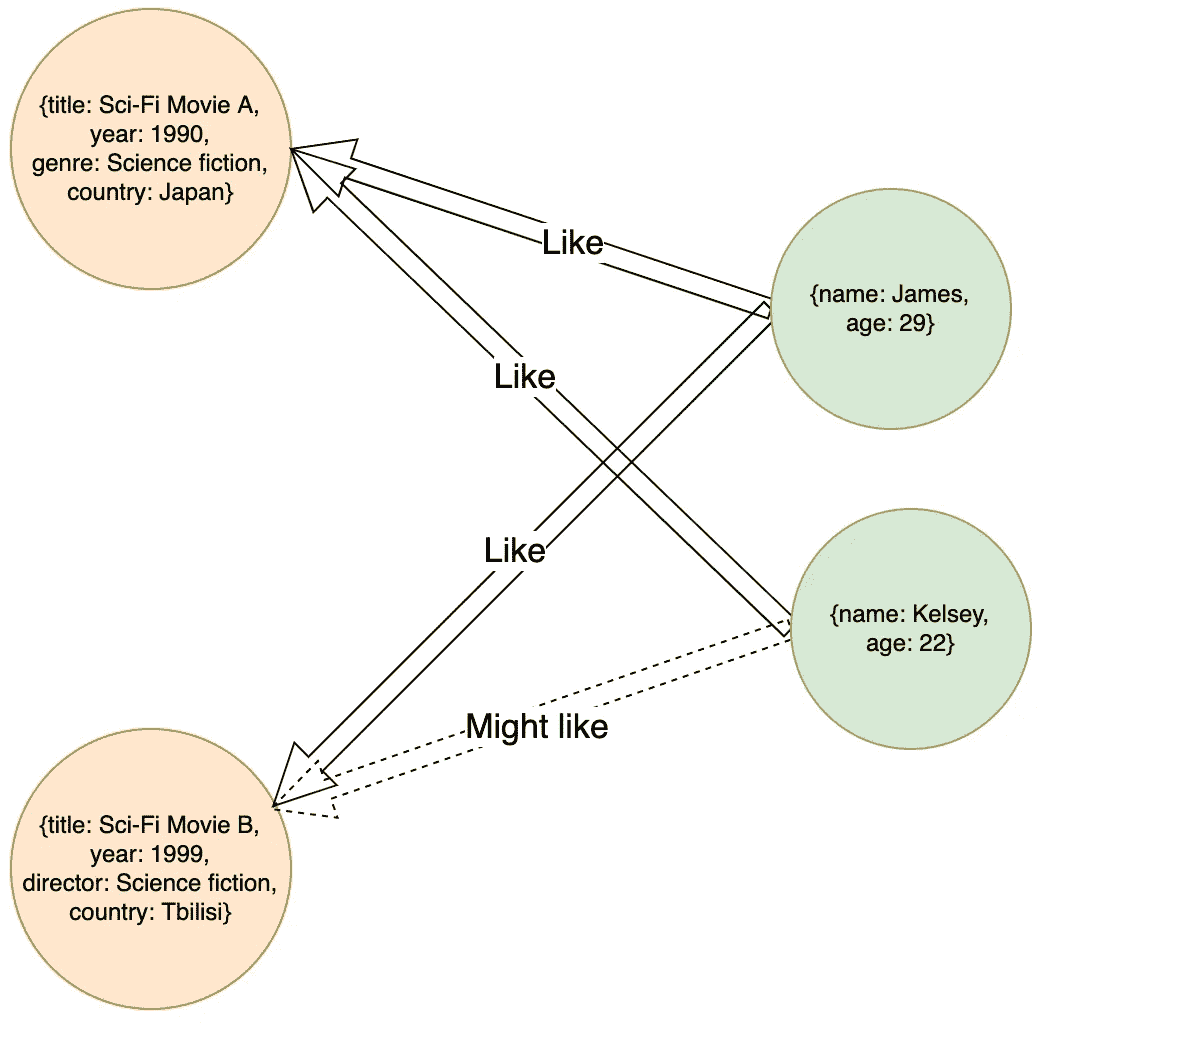 {title: Sci-Fi Movie A,
year: 1990,
genre: Science fiction,
country: Japan}
Like
{name: James,
age: 29}
Like
Like
{name: Kelsey,
age: 22}
Might like
{title: Sci-Fi Movie B,
year: 1999,
director: Science fiction,
country: Tbilisi}